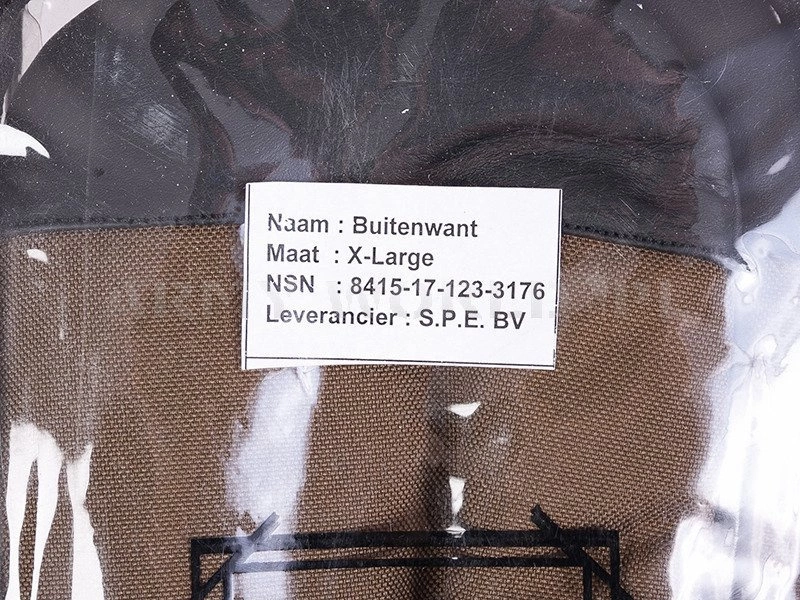 Naam : Buitenwant
Maat : X-Large
NSN : 8415-17-123-3176
Leverancier : S.P.E. BV